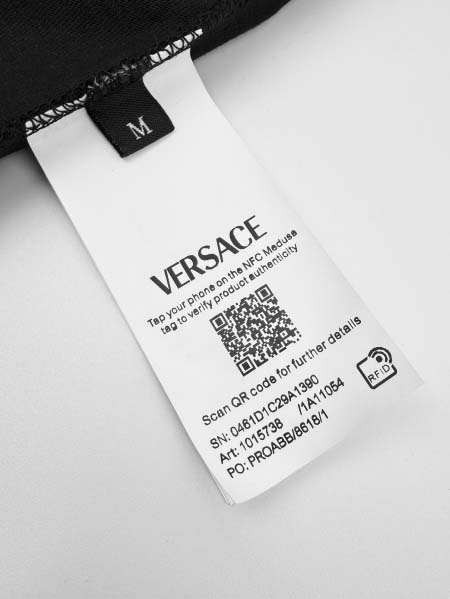 M
VERSACE
Tap your phone on the NFC Medusa
tag to verify product authenticity
Scan QR code for further details
SN: 0461D1C29A1390
Art: 1015738 /1A11054
PO: PROABB/8618/1
RFID